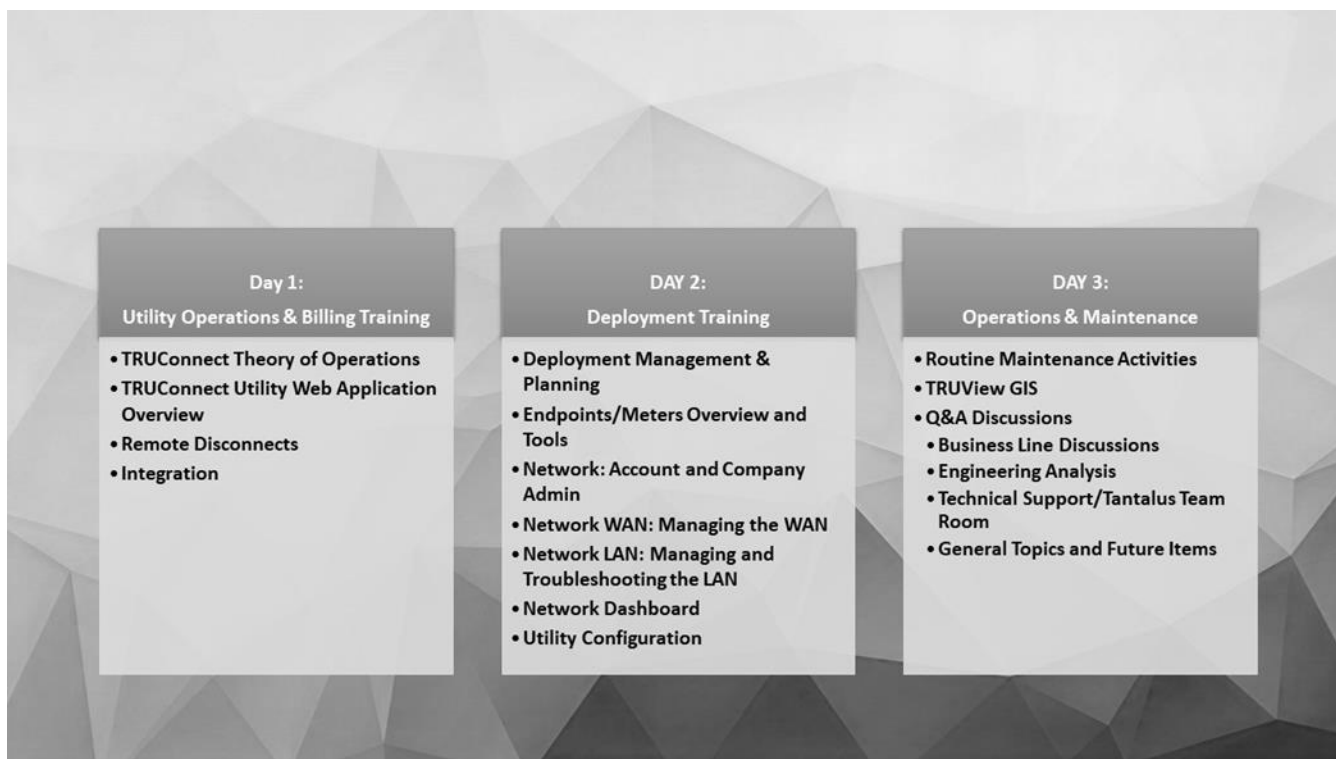 Day 1:
Utility Operations & Billing Training
• TRUConnect Theory of Operations
• TRUConnect Utility Web Application
Overview
• Remote Disconnects
• Integration
DAY 2:
Deployment Training
• Deployment Management &
Planning
• Endpoints/Meters Overview and
Tools
• Network: Account and Company
Admin
• Network WAN: Managing the WAN
• Network LAN: Managing and
Troubleshooting the LAN
• Network Dashboard
• Utility Configuration
DAY 3:
Operations & Maintenance
• Routine Maintenance Activities
• TRUView GIS
• Q&A Discussions
• Business Line Discussions
• Engineering Analysis
• Technical Support/Tantalus Team
Room
• General Topics and Future Items